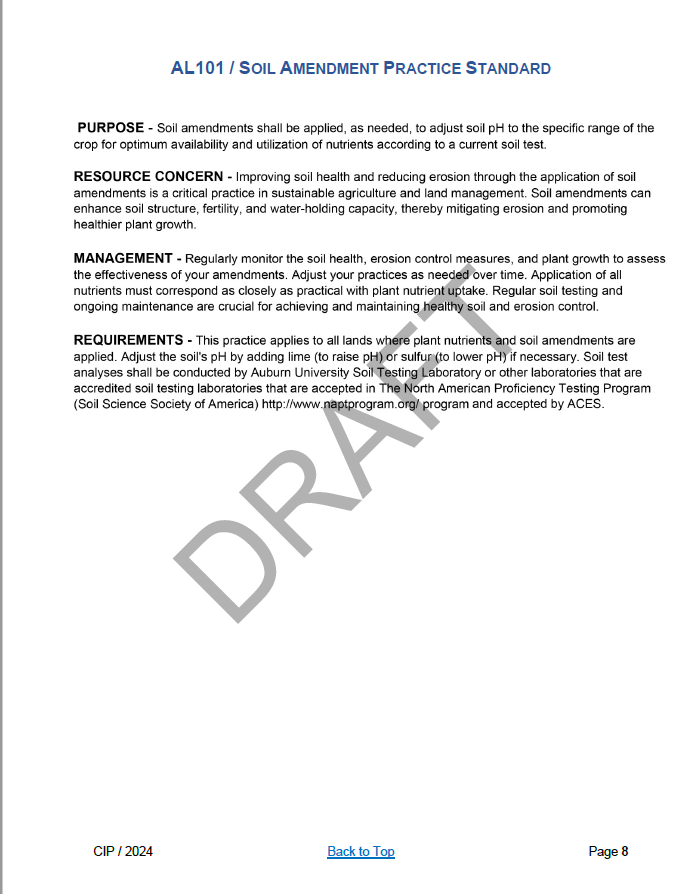 AL101 / SOIL AMENDMENT PRACTICE STANDARD
PURPOSE - Soil amendments shall be applied, as needed, to adjust soil pH to the specific range of the
crop for optimum availability and utilization of nutrients according to a current soil test.
RESOURCE CONCERN - Improving soil health and reducing erosion through the application of soil
amendments is a critical practice in sustainable agriculture and land management. Soil amendments can
enhance soil structure, fertility, and water-holding capacity, thereby mitigating erosion and promoting
healthier plant growth.
MANAGEMENT - Regularly monitor the soil health, erosion control measures, and plant growth to assess
the effectiveness of your amendments. Adjust your practices as needed over time. Application of all
nutrients must correspond as closely as practical with plant nutrient uptake. Regular soil testing and
ongoing maintenance are crucial for achieving and maintaining healthy soil and erosion control.
REQUIREMENTS - This practice applies to all lands where plant nutrients and soil amendments are
applied. Adjust the soil's pH by adding lime (to raise pH) or sulfur (to lower pH) if necessary. Soil test
analyses shall be conducted by Auburn University Soil Testing Laboratory or other laboratories that are
accredited soil testing laboratories that are accepted in The North American Proficiency Testing Program
(Soil Science Society of America) http://www.naptprogram.org/ program and accepted by ACES.
DRAFT
CIP / 2024 Back to Top Page 8